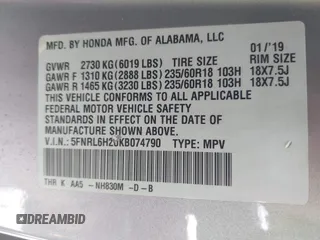 MFD. BY HONDA MFG. OF ALABAMA, LLC
GVWR 2730 KG (6019 LBS) TIRE SIZE 01/'19 RIM SIZE
GAWR F 1310 KG (2888 LBS) 235/60R18 103H 18X7.5J
GAWR R 1465 KG (3230 LBS) 235/60R18 103H 18X7.5J
THIS VEHICLE CONFORMS TO ALL APPLICABLE
FEDERAL MOTOR VEHICLE SAFETY
STANDARDS IN EFFECT ON THE DATE OF
MANUFACTURE SHOWN ABOVE.
V.I.N.: TYPE: MPV
THR K AA5 -NH830M -D-B
DREAMBID